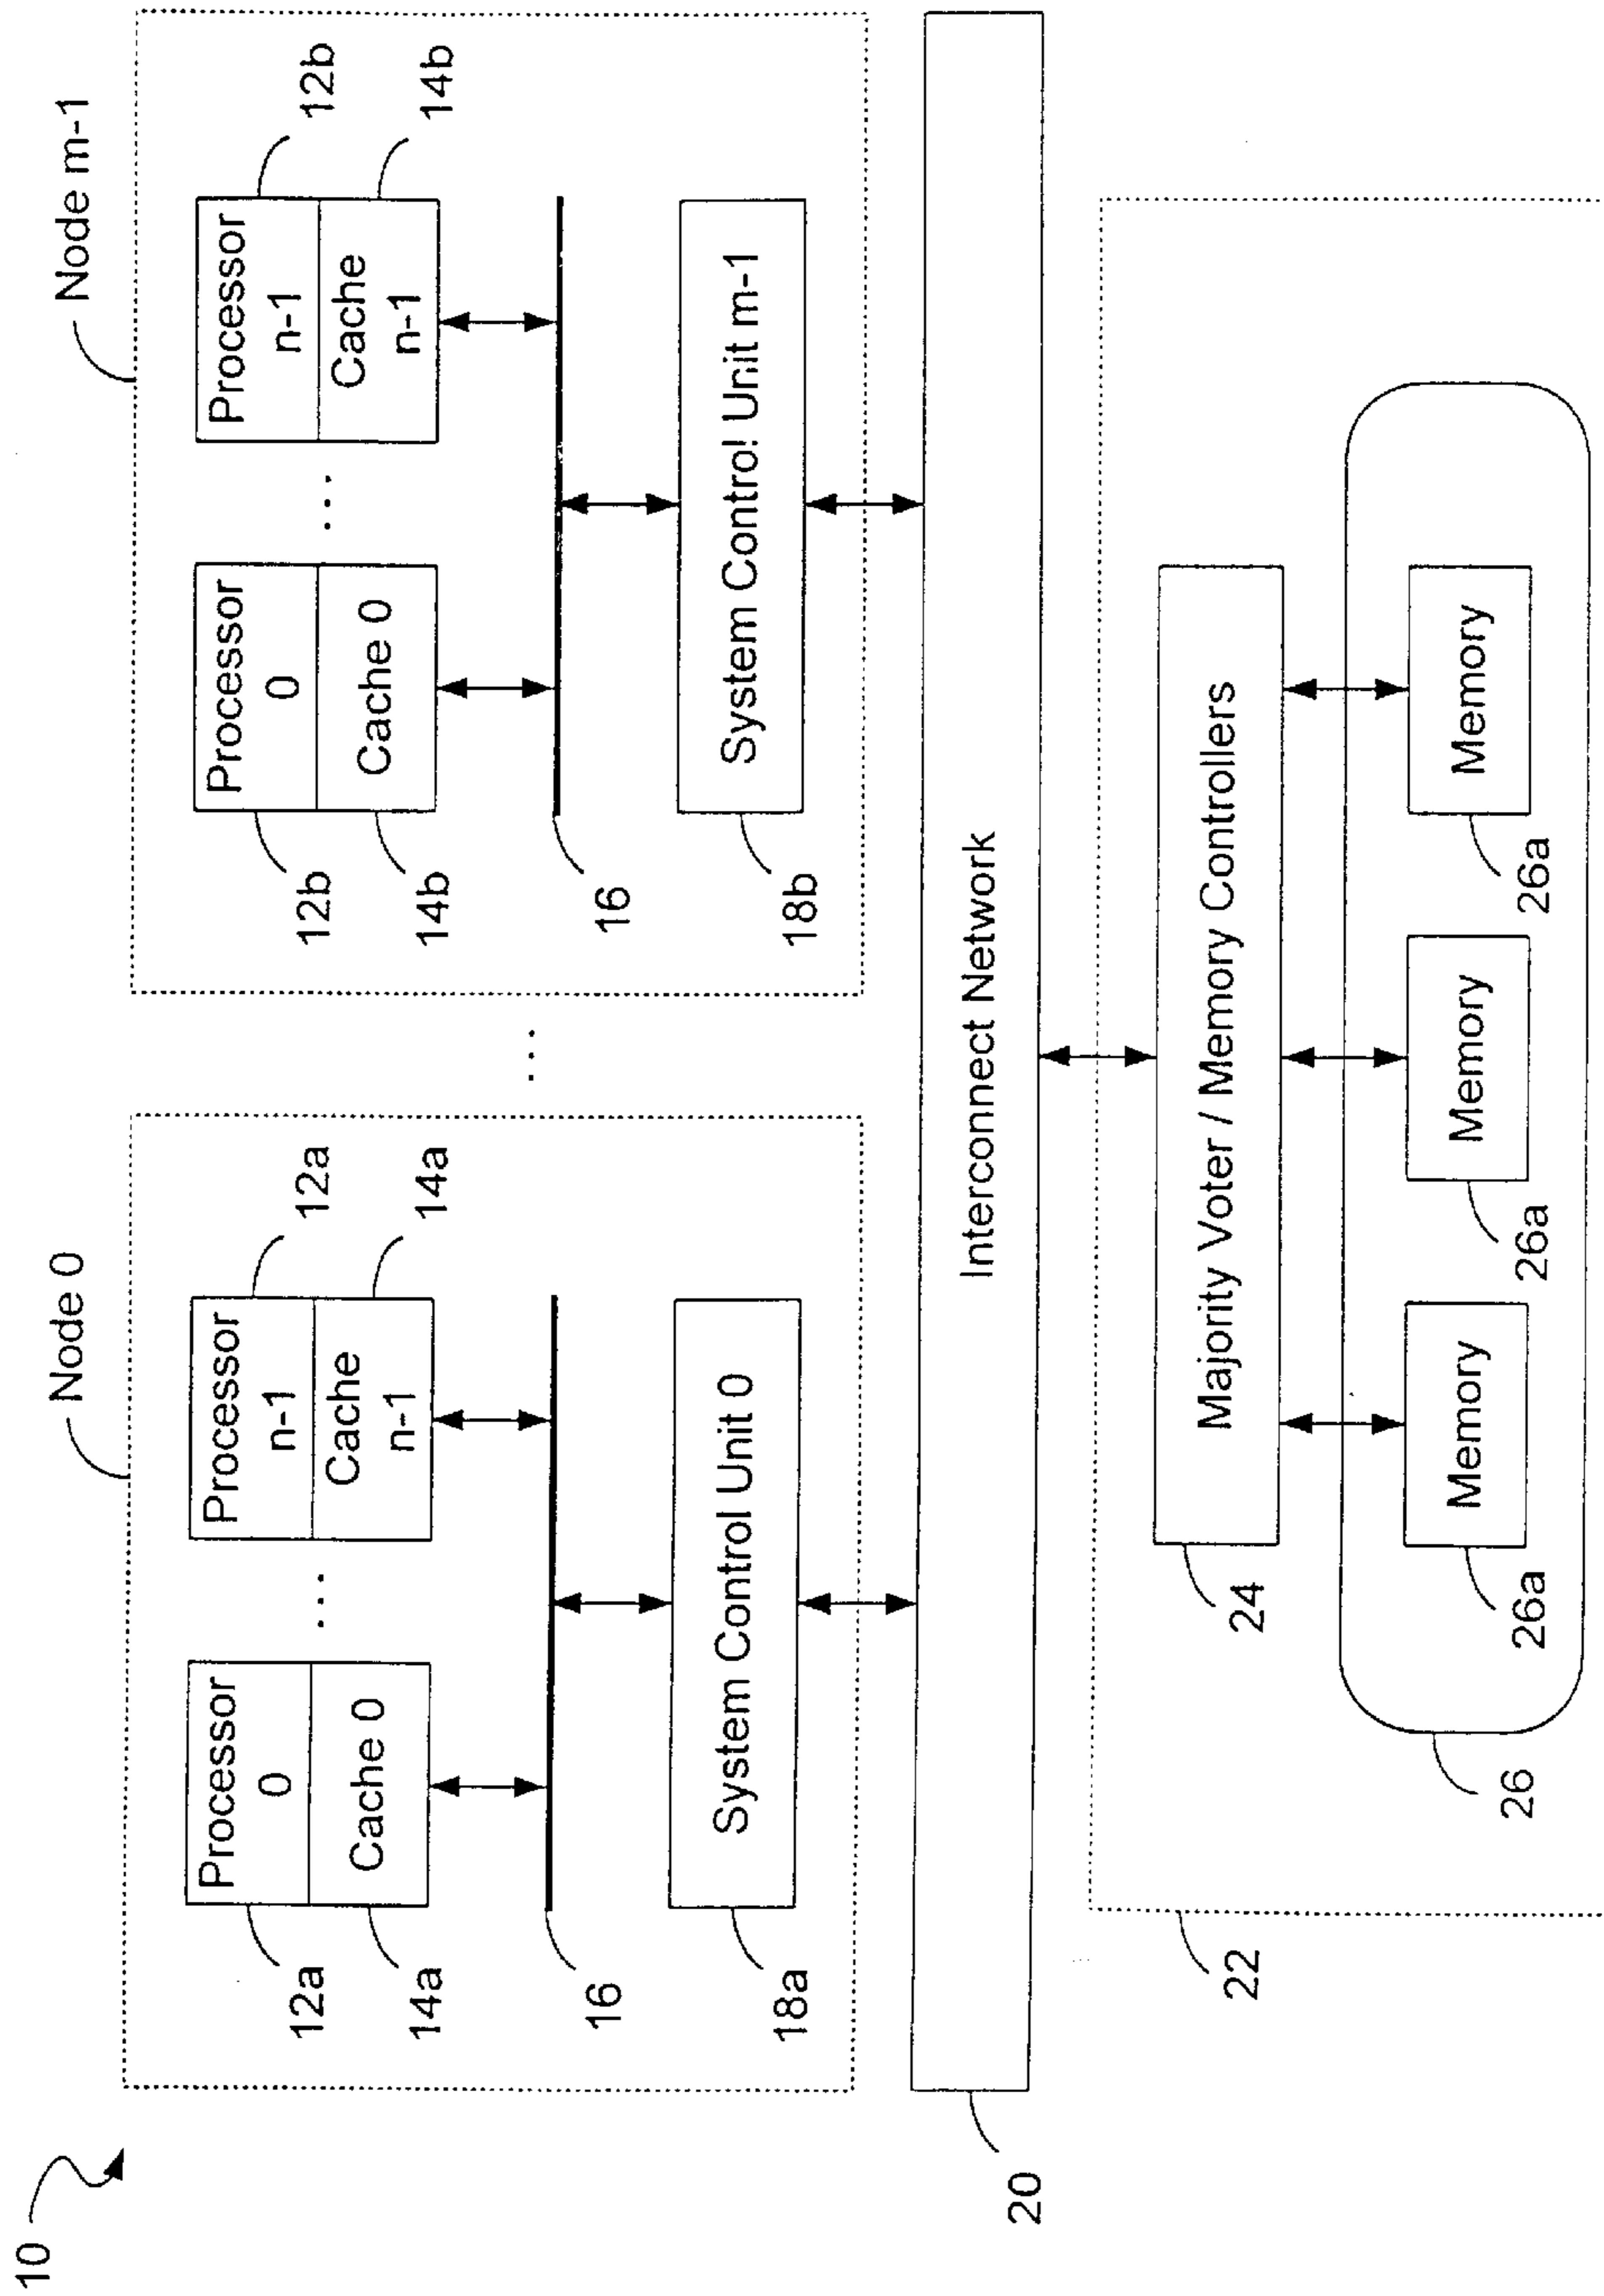 10
Node 0
Node m-1
Processor
0
Cache 0
12a
14a
...
Processor
n-1
Cache
n-1
12a
14a
16
System Control Unit 0
18a
...
Processor
0
Cache 0
12b
14b
...
Processor
n-1
Cache
n-1
12b
14b
16
System Control Unit m-1
18b
Interconnect Network
20
22
Majority Voter / Memory Controllers
24
Memory
26a
Memory
26a
Memory
26a
26